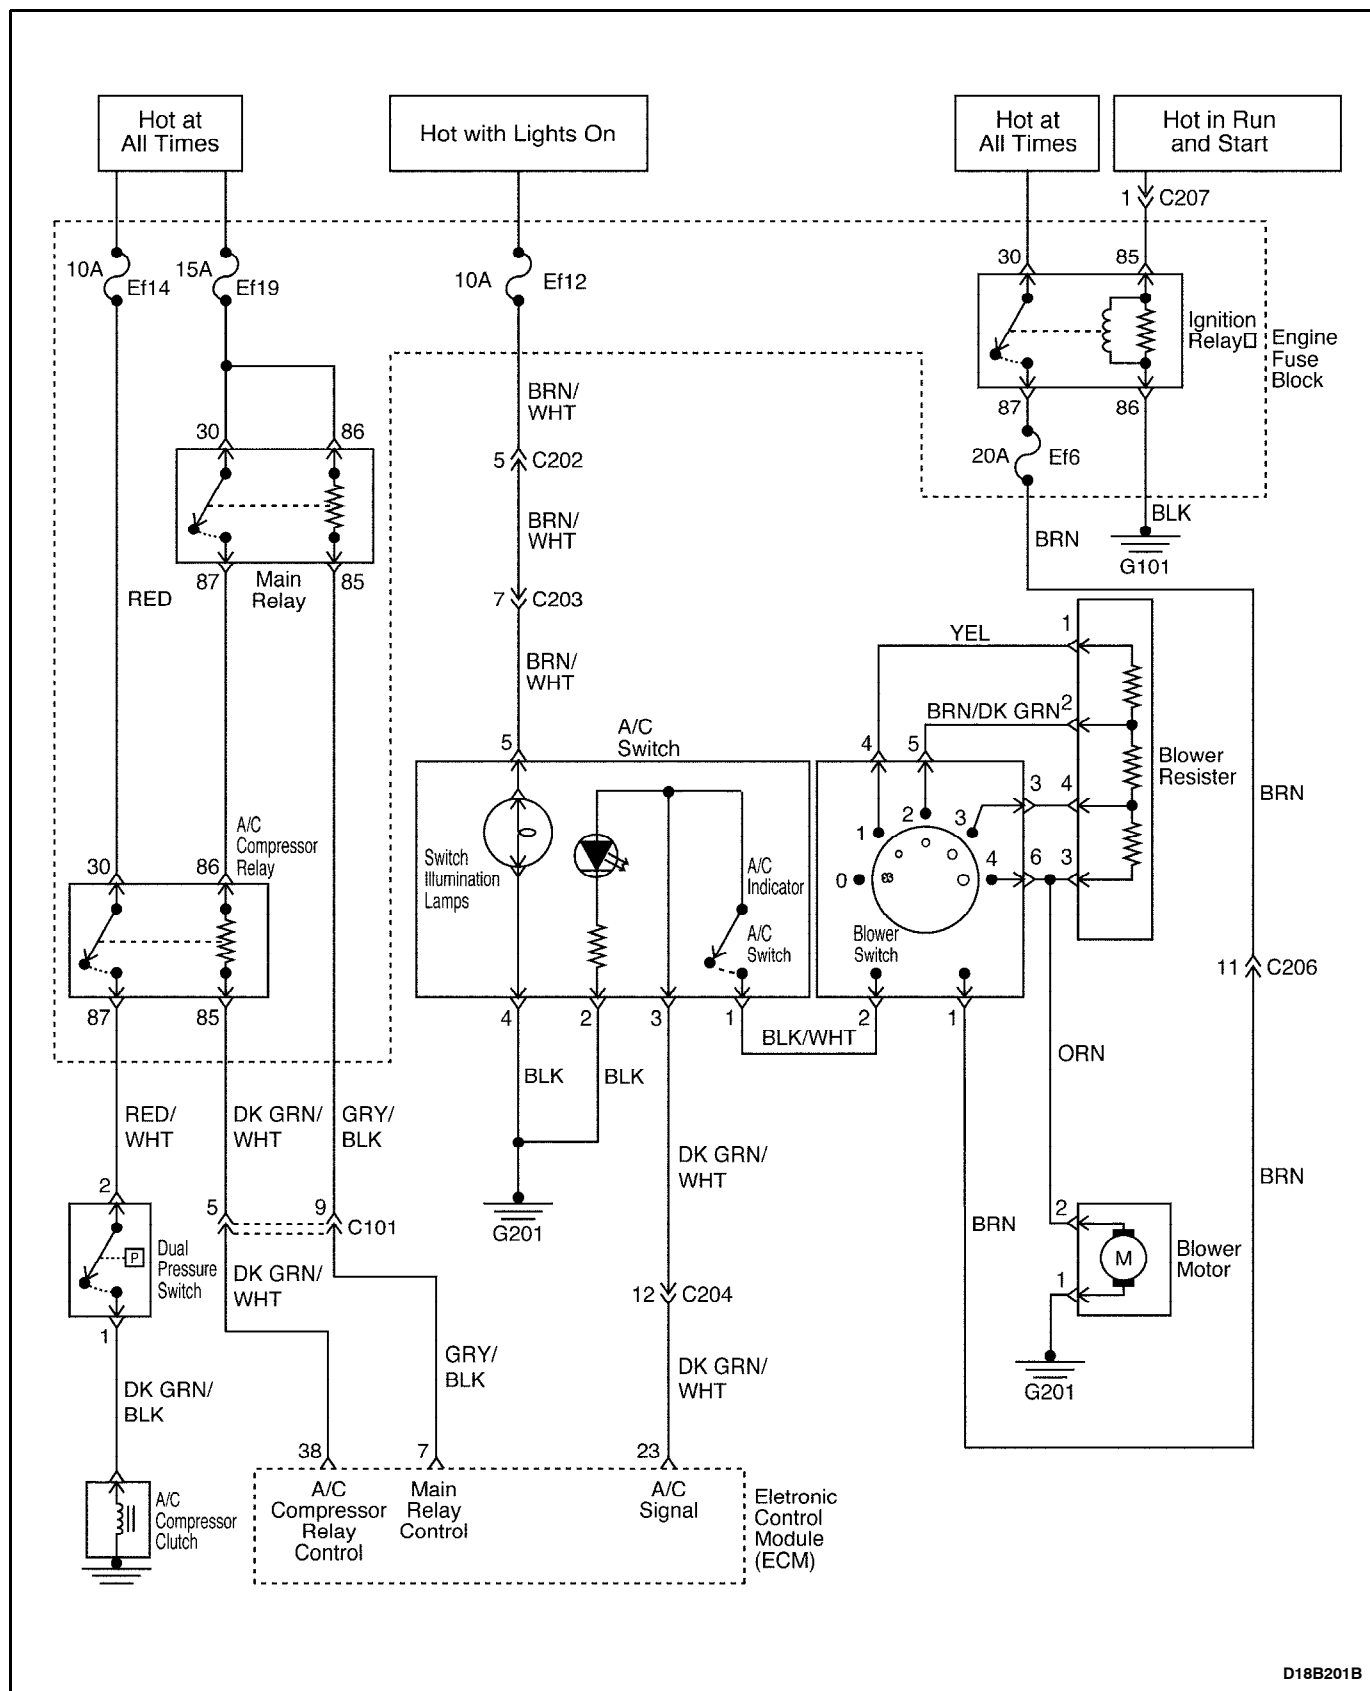 Hot at
All Times
Hot with Lights On
Hot at
All Times
Hot in Run
and Start
1
C207
10A
Ef14
15A
Ef19
10A
Ef12
30
85
Ignition
Relay
Engine
Fuse
Block
87
86
20A
Ef6
BLK
G101
BRN
BRN/
WHT
5
C202
BRN/
WHT
7
C203
BRN/
WHT
30
86
87
85
Main
Relay
RED
YEL
1
BRN/DK GRN
2
Blower
Resister
BRN
A/C
Switch
5
4
5
3
4
1
2
3
4
0
6
3
Blower
Switch
Switch
Illumination
Lamps
A/C
Indicator
A/C
Switch
A/C
Compressor
Relay
30
86
87
85
4
2
3
1
BLK/WHT
2
1
11
C206
BLK
BLK
ORN
RED/
WHT
DK GRN/
WHT
GRY/
BLK
DK GRN/
WHT
BRN
BRN
2
5
9
C101
G201
P
Dual
Pressure
Switch
1
DK GRN/
WHT
12
C204
2
M
1
Blower
Motor
G201
GRY/
BLK
DK GRN/
WHT
DK GRN/
BLK
38
7
23
A/C
Compressor
Relay
Control
Main
Relay
Control
A/C
Signal
Eletronic
Control
Module
(ECM)
A/C
Compressor
Clutch
D18B201B